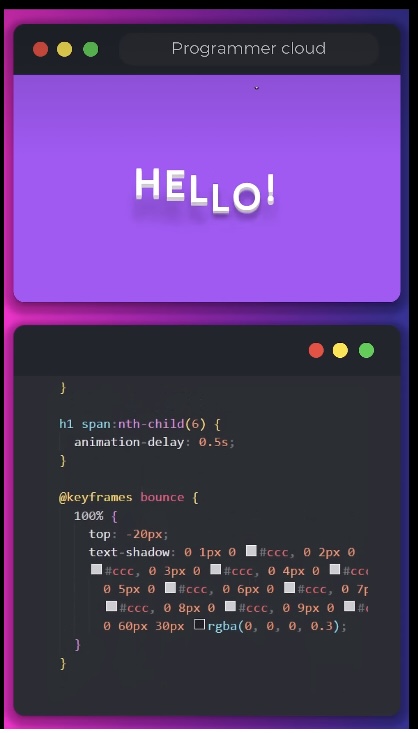 Programmer cloud
HELLO!
}
h1 span:nth-child(6) {
animation-delay: 0.5s;
}
@keyframes bounce {
100% {
top: -20px;
text-shadow: 0 1px 0 #ccc, 0 2px 0
#ccc, 0 3px 0 #ccc, 0 4px 0 #cc
0 5px 0 #ccc, 0 6px 0 #ccc, 0 7
#ccc, 0 8px 0 #ccc, 0 9px 0 #
0 60px 30px rgba(0, 0, 0, 0.3);
}
}